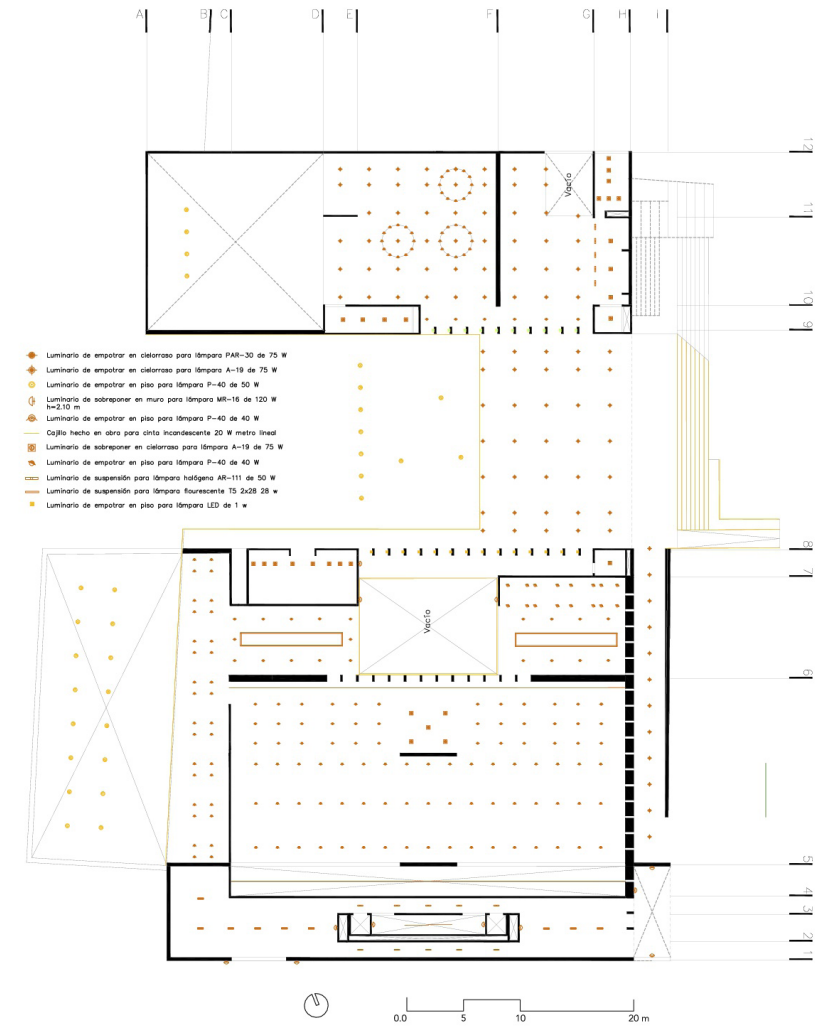 A B C D E F G H I
12
Vacío
11
10
9
Luminario de empotrar en cielorraso para lámpara PAR-30 de 75 W
Luminario de empotrar en cielorraso para lámpara A-19 de 75 W
Luminario de empotrar en piso para lámpara P-40 de 50 W
Luminario de sobreponer en muro para lámpara MR-16 de 120 W
h=2.10 m
Luminario de empotrar en piso para lámpara P-40 de 40 W
Cajillo hecho en obra para cinta incandescente 20 W metro lineal
Luminario de sobreponer en cielorraso para lámpara A-19 de 75 W
Luminario de empotrar en piso para lámpara P-40 de 40 W
Luminario de suspensión para lámpara halógena AR-111 de 50 W
Luminario de suspensión para lámpara flourescente T5 2x28 28 w
Luminario de empotrar en piso para lámpara LED de 1 w
8
7
Vacío
6
5
4
3
2
1
0.0 5 10 20 m